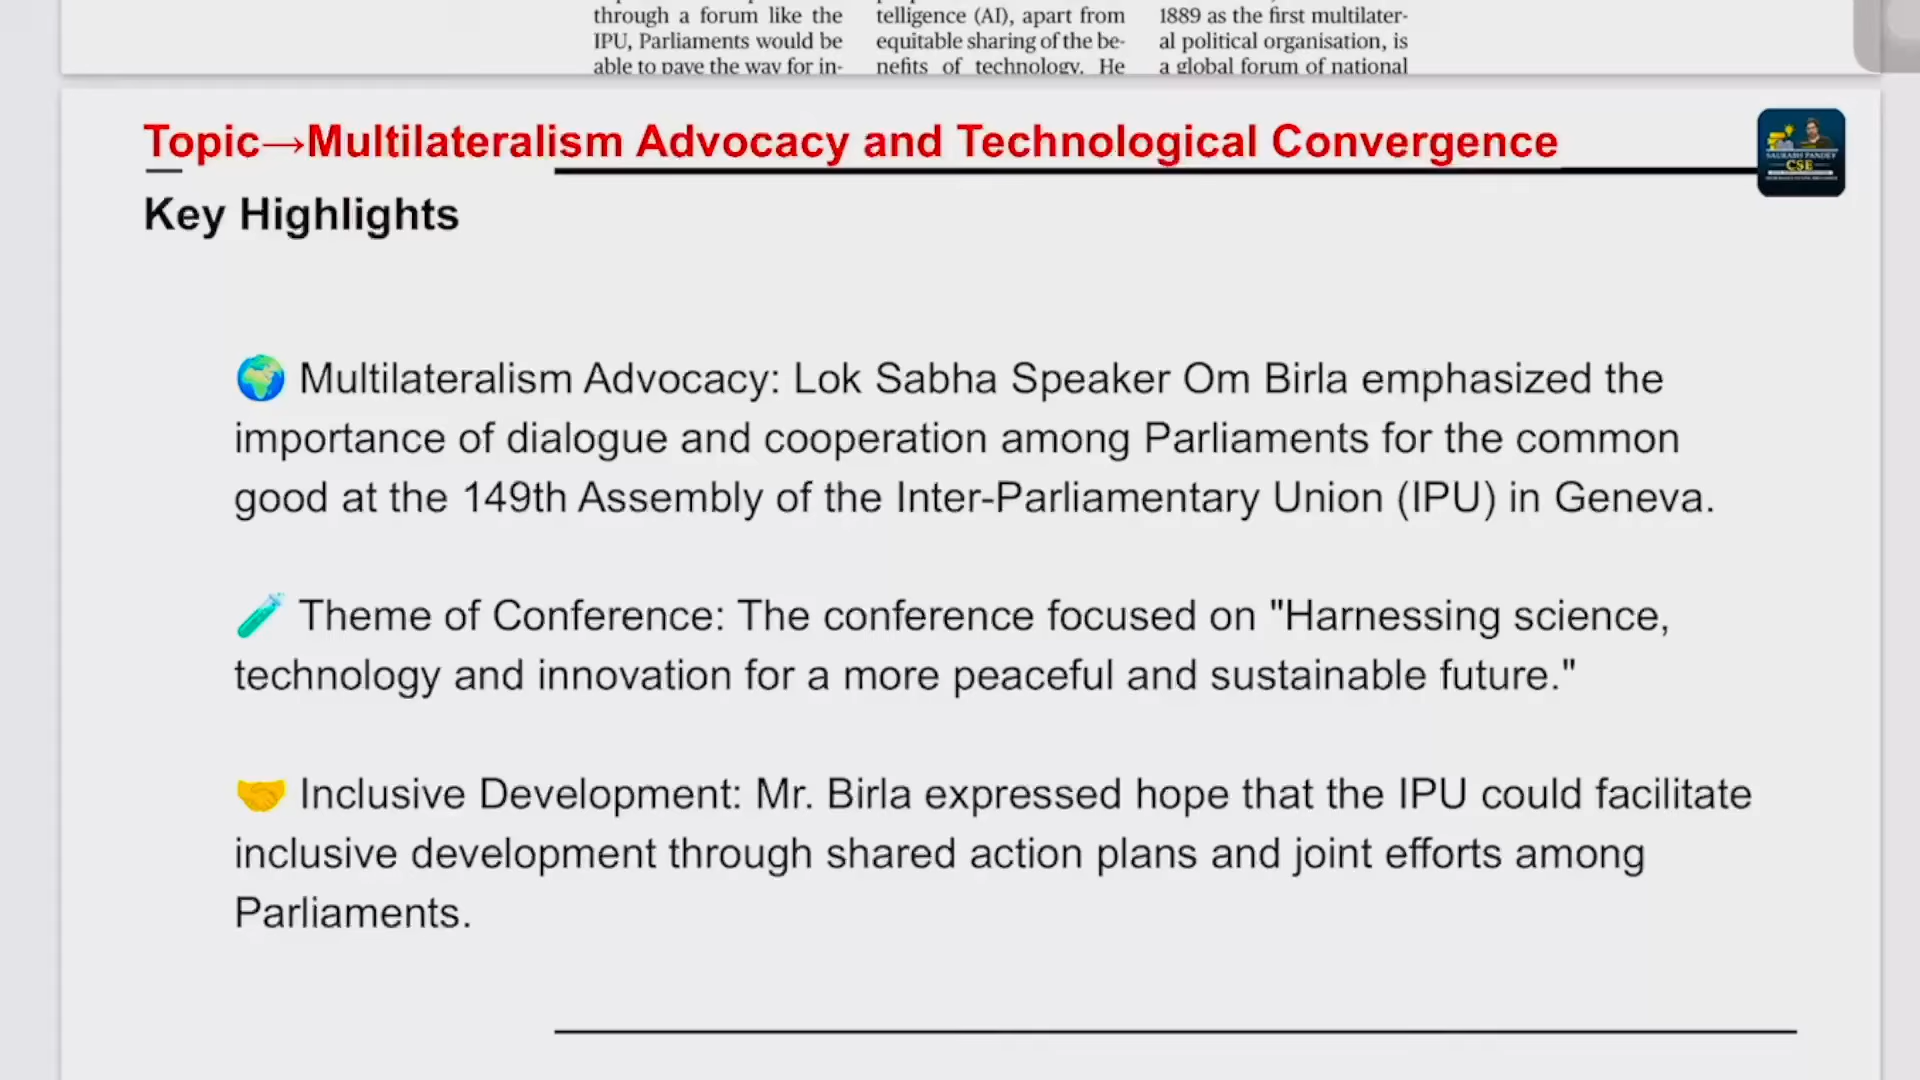 through a forum like the
IPU, Parliaments would be
able to pave the way for in-
telligence (AI), apart from
equitable sharing of the be-
nefits of technology. He
1889 as the first multilater-
al political organisation, is
a global forum of national
Topic→Multilateralism Advocacy and Technological Convergence
SAURABH PANDEY
CSE
Key Highlights
🌍 Multilateralism Advocacy: Lok Sabha Speaker Om Birla emphasized the
importance of dialogue and cooperation among Parliaments for the common
good at the 149th Assembly of the Inter-Parliamentary Union (IPU) in Geneva.
🧪 Theme of Conference: The conference focused on "Harnessing science,
technology and innovation for a more peaceful and sustainable future."
🤝 Inclusive Development: Mr. Birla expressed hope that the IPU could facilitate
inclusive development through shared action plans and joint efforts among
Parliaments.